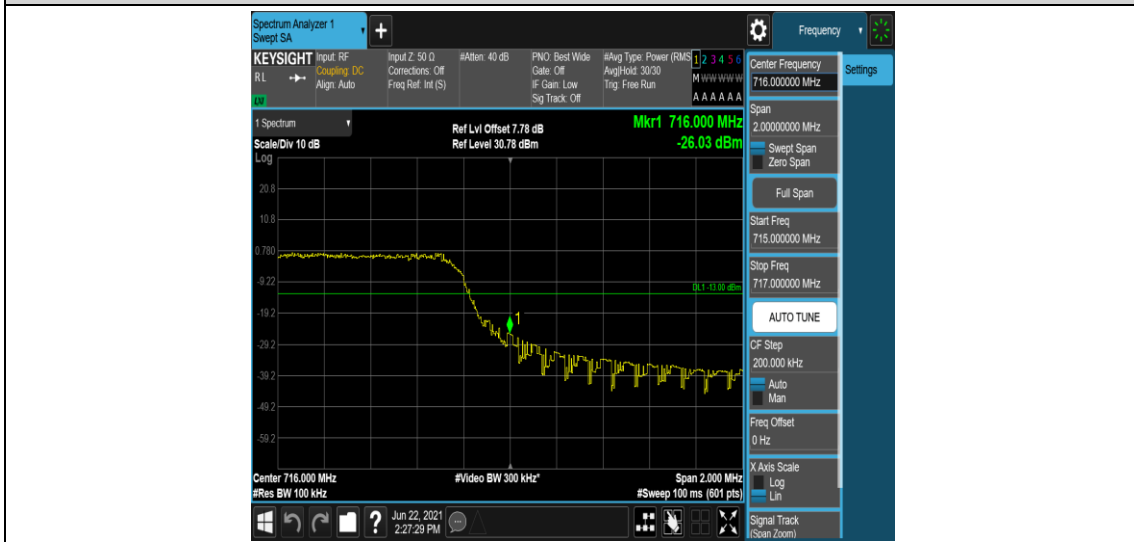 Spectrum Analyzer 1
Swept SA
+
Frequency
KEYSIGHT
RL
LXI
Input: RF
Coupling: DC
Align: Auto
Input Z: 50 Ω
Corrections: Off
Freq Ref: Int (S)
#Atten: 40 dB
PNO: Best Wide
Gate: Off
IF Gain: Low
Sig Track: Off
#Avg Type: Power (RMS
Avg|Hold: 30/30
Trig: Free Run
1 2 3 4 5 6
M W W W W W
A A A A A A
1 Spectrum
Scale/Div 10 dB
Log
Ref Lvl Offset 7.78 dB
Ref Level 30.78 dBm
Mkr1 716.000 MHz
-26.03 dBm
20.8
10.8
0.780
-9.22
-19.2
-29.2
-39.2
-49.2
-59.2
DL1 -13.00 dBm
1
Center 716.000 MHz
#Res BW 100 kHz
#Video BW 300 kHz*
Span 2.000 MHz
#Sweep 100 ms (601 pts)
?
Jun 22, 2021
2:27:29 PM
Center Frequency
716.000000 MHz
Settings
Span
2.00000000 MHz
Swept Span
Zero Span
Full Span
Start Freq
715.000000 MHz
Stop Freq
717.000000 MHz
AUTO TUNE
CF Step
200.000 kHz
Auto
Man
Freq Offset
0 Hz
X Axis Scale
Log
Lin
Signal Track
(Span Zoom)